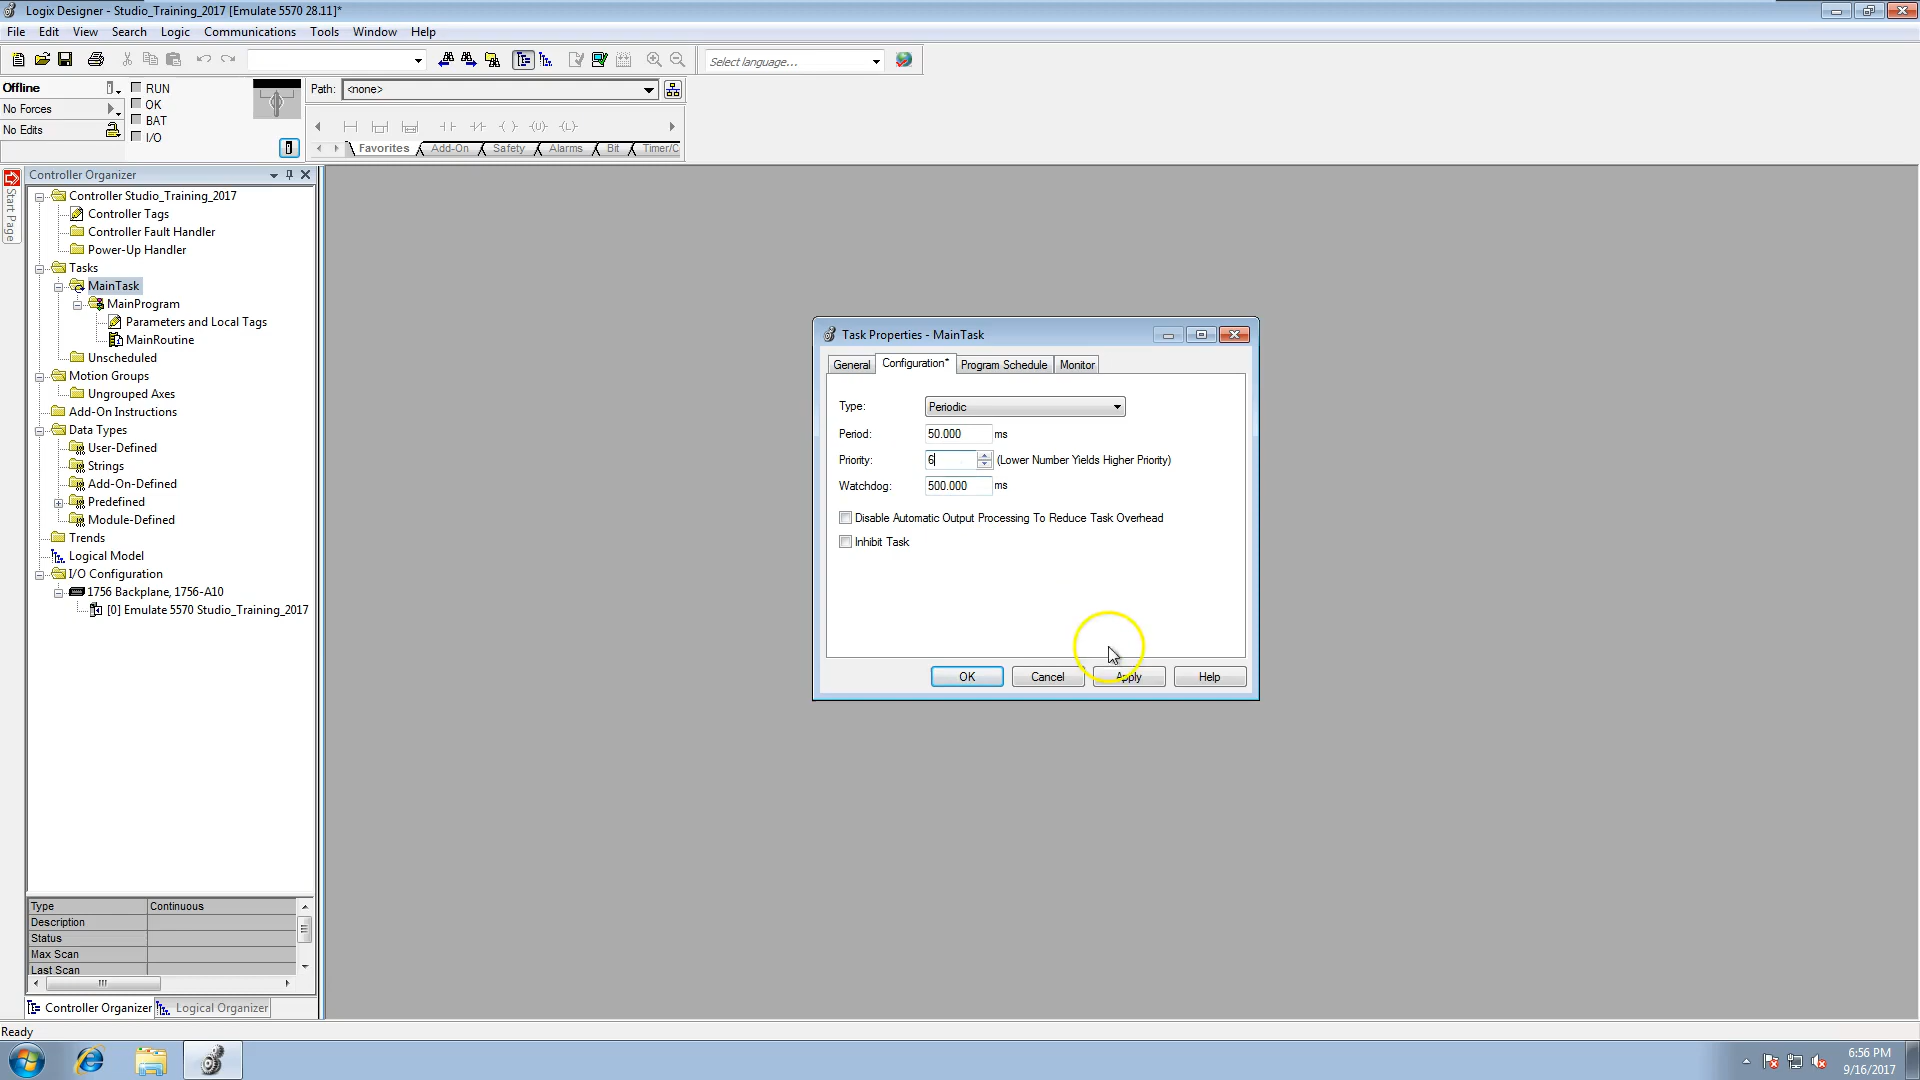 Logix Designer - Studio_Training_2017 [Emulate 5570 28.11]*
File Edit View Search Logic Communications Tools Window Help
Select language...
Offline
RUN
No Forces
OK
No Edits
BAT
I/O
Path: <none>
Favorites Add-On Safety Alarms Bit Timer/C
Start Page
Controller Organizer
Controller Studio_Training_2017
Controller Tags
Controller Fault Handler
Power-Up Handler
Tasks
MainTask
MainProgram
Parameters and Local Tags
MainRoutine
Unscheduled
Motion Groups
Ungrouped Axes
Add-On Instructions
Data Types
User-Defined
Strings
Add-On-Defined
Predefined
Module-Defined
Trends
Logical Model
I/O Configuration
1756 Backplane, 1756-A10
[0] Emulate 5570 Studio_Training_2017
Type Continuous
Description
Status
Max Scan
Last Scan
Controller Organizer Logical Organizer
Ready
Task Properties - MainTask
General Configuration* Program Schedule Monitor
Type: Periodic
Period: 50.000 ms
Priority: 6 (Lower Number Yields Higher Priority)
Watchdog: 500.000 ms
Disable Automatic Output Processing To Reduce Task Overhead
Inhibit Task
OK Cancel Apply Help
6:56 PM
9/16/2017